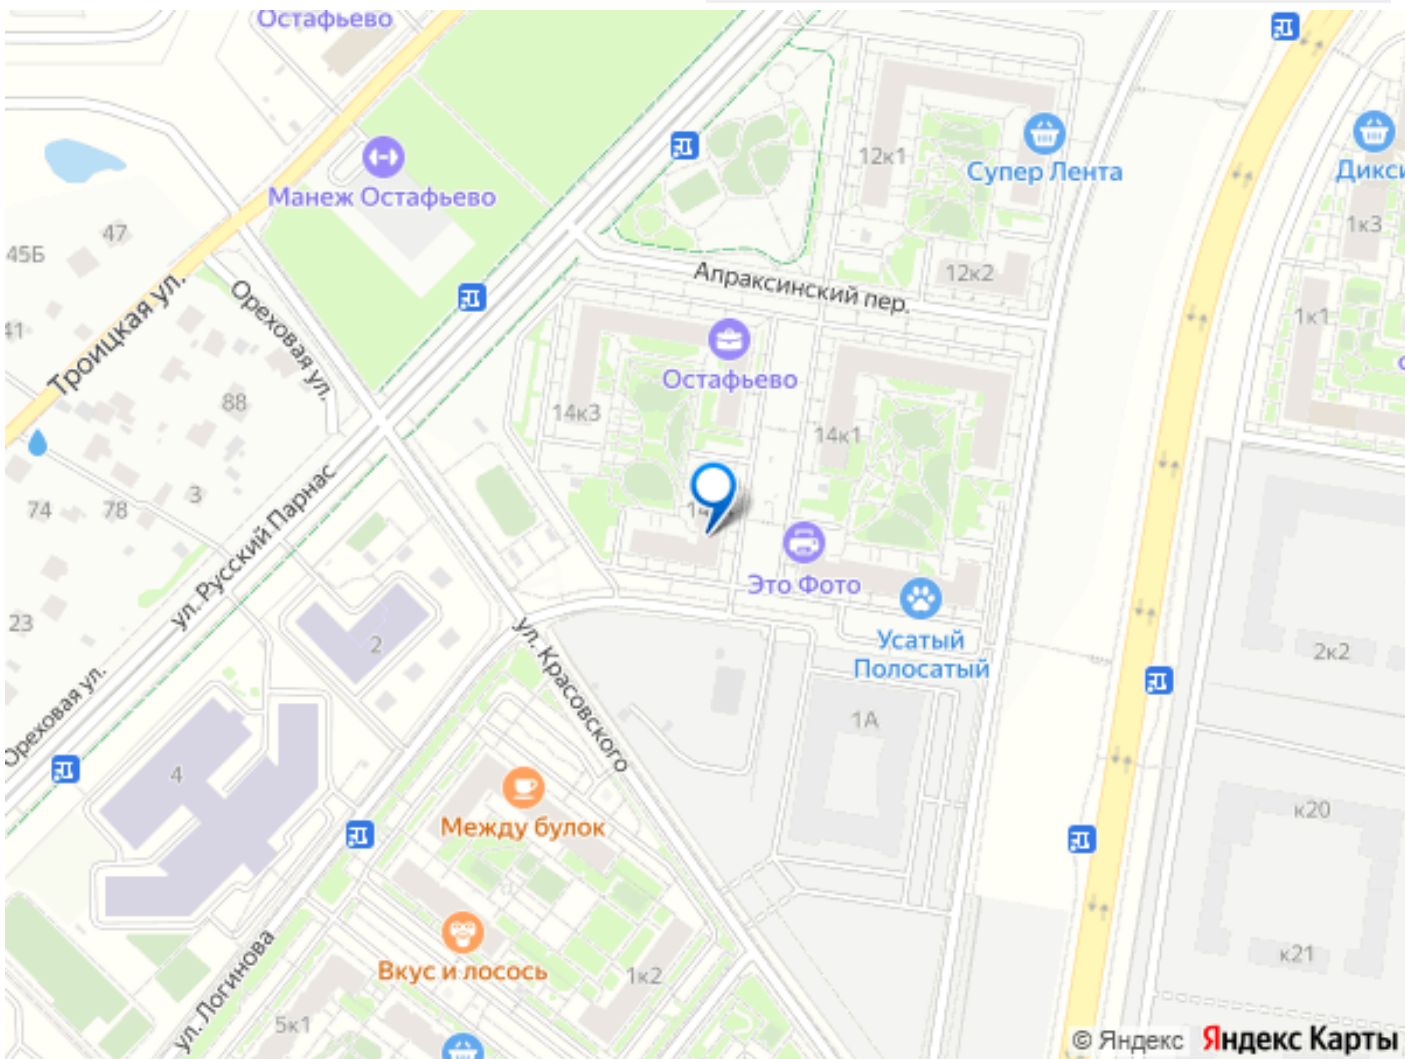 Остафьево
Манеж Остафьево
12к1
Супер Лента
Дикси
1к3
47
45Б
12к2
Апраксинский пер.
41
Троицкая ул.
Ореховая ул.
1к1
Остафьево
88
14к3
14к1
74
78
3
ул. Русский Парнас
Это Фото
23
2
ул. Красовского
Усатый
Полосатый
2к2
Ореховая ул.
1А
4
Между булок
к20
Вкус и лосось
1к2
к21
ул. Логинова
5к1
© Яндекс Яндекс Карты